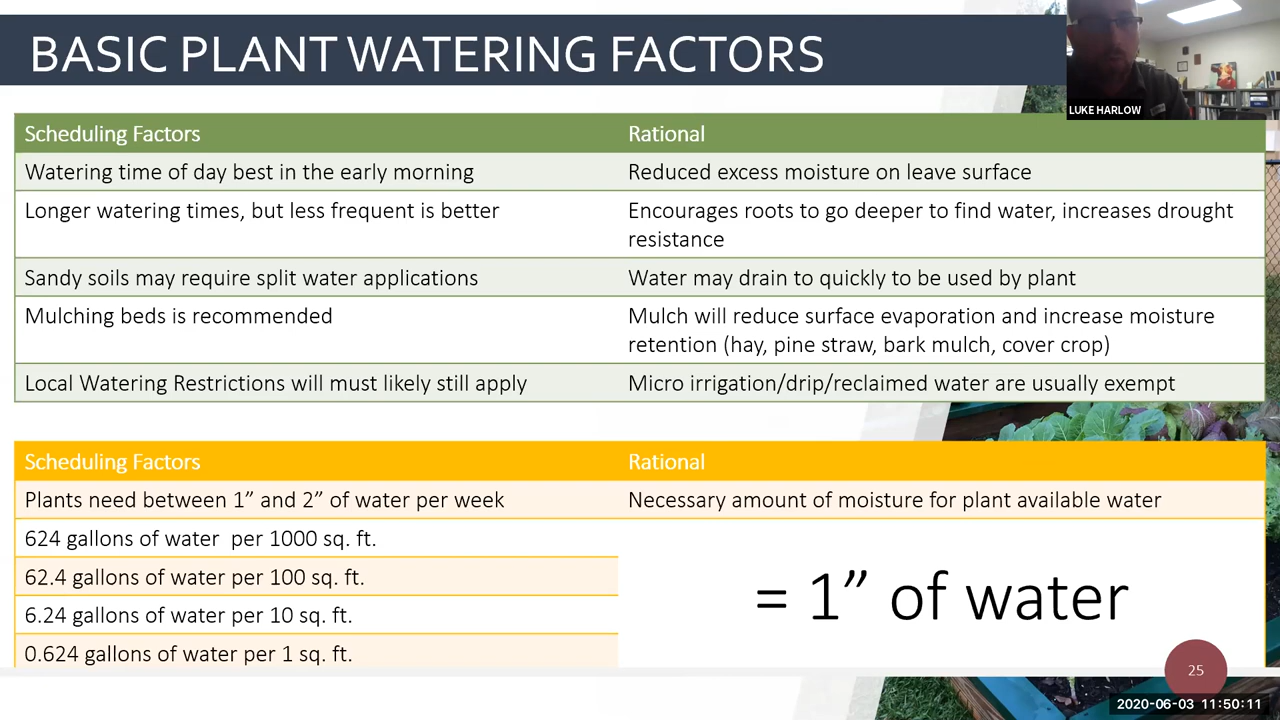 BASIC PLANT WATERING FACTORS
LUKE HARLOW
Scheduling Factors
Rational
Watering time of day best in the early morning
Reduced excess moisture on leave surface
Longer watering times, but less frequent is better
Encourages roots to go deeper to find water, increases drought
resistance
Sandy soils may require split water applications
Water may drain to quickly to be used by plant
Mulching beds is recommended
Mulch will reduce surface evaporation and increase moisture
retention (hay, pine straw, bark mulch, cover crop)
Local Watering Restrictions will must likely still apply
Micro irrigation/drip/reclaimed water are usually exempt
Scheduling Factors
Rational
Plants need between 1” and 2” of water per week
Necessary amount of moisture for plant available water
624 gallons of water  per 1000 sq. ft.
62.4 gallons of water per 100 sq. ft.
6.24 gallons of water per 10 sq. ft.
0.624 gallons of water per 1 sq. ft.
= 1” of water
25
2020-06-03 11:50:11